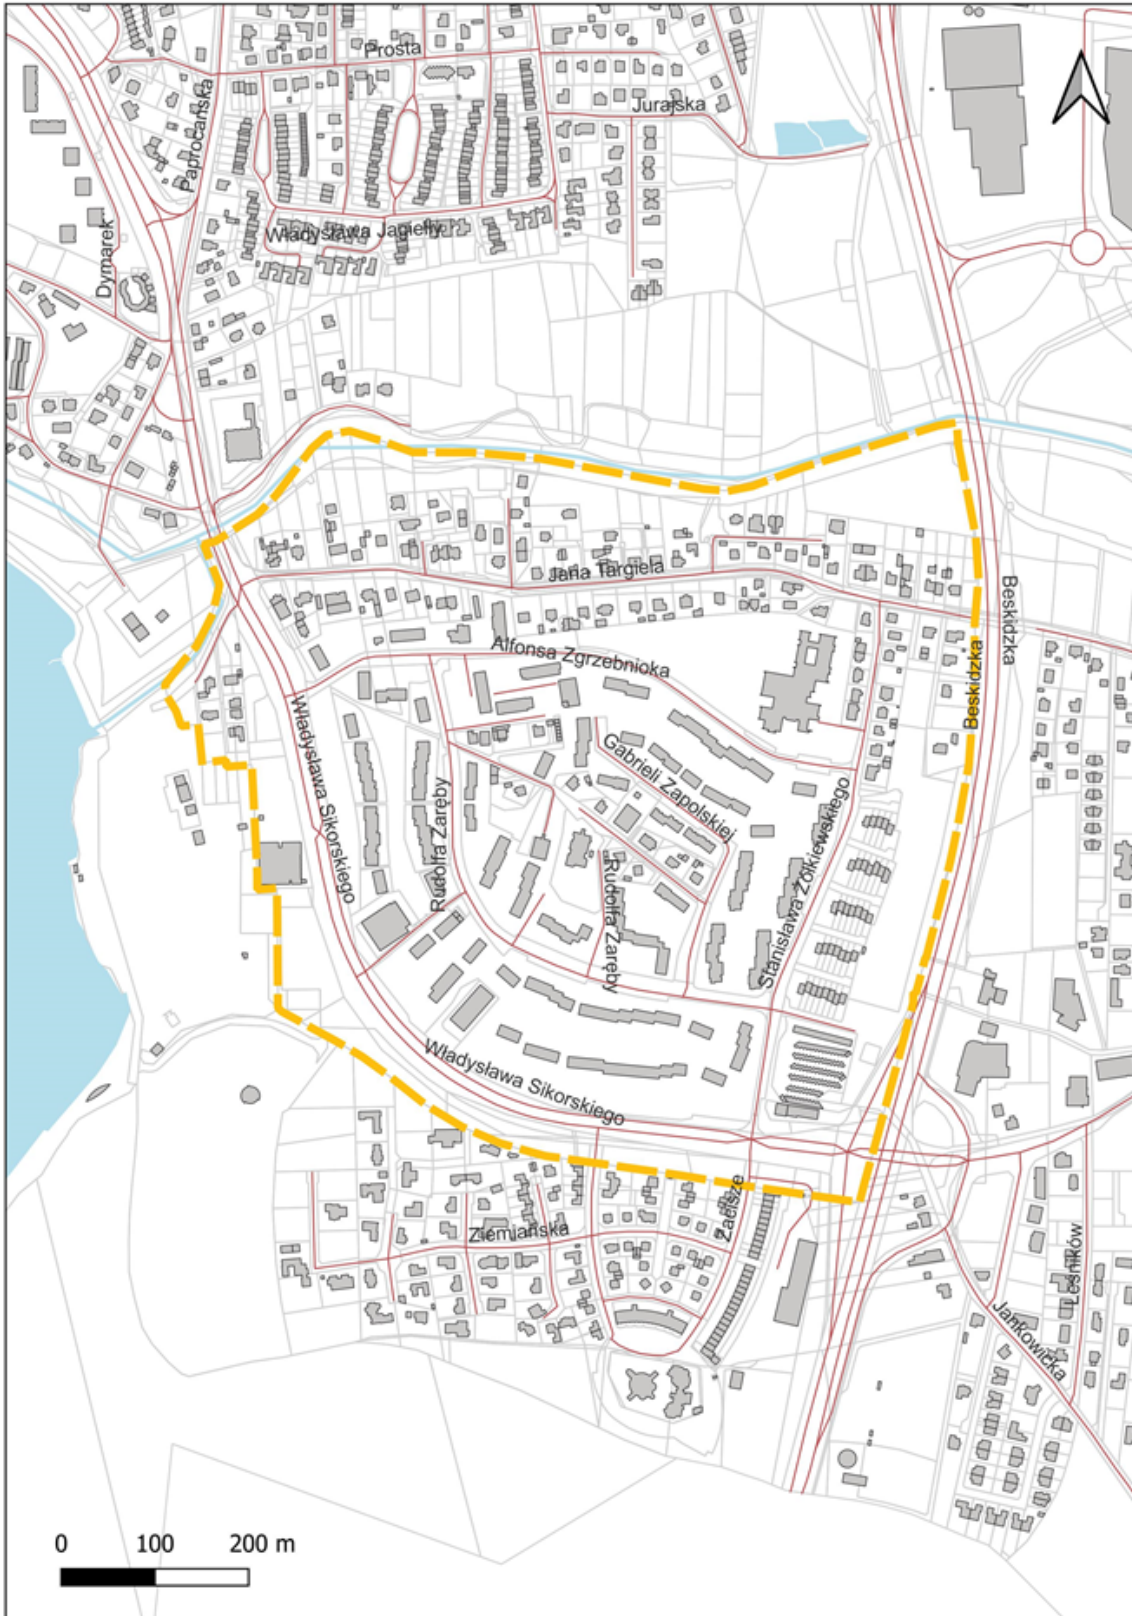 Prosta
Jurajska
Paprocańska
Władysława Jagiełły
Dymarek
Jana Targiela
Beskidzka
Beskidzka
Alfonsa Zgrzebnioka
Władysława Sikorskiego
Gabrieli Zapolskiej
Rudolfa Zaręby
Rudolfa Zaręby
Stanisława Żółkiewskiego
Władysława Sikorskiego
Zacisze
Ziemiańska
Leśników
Jankowicka
0 100 200 m